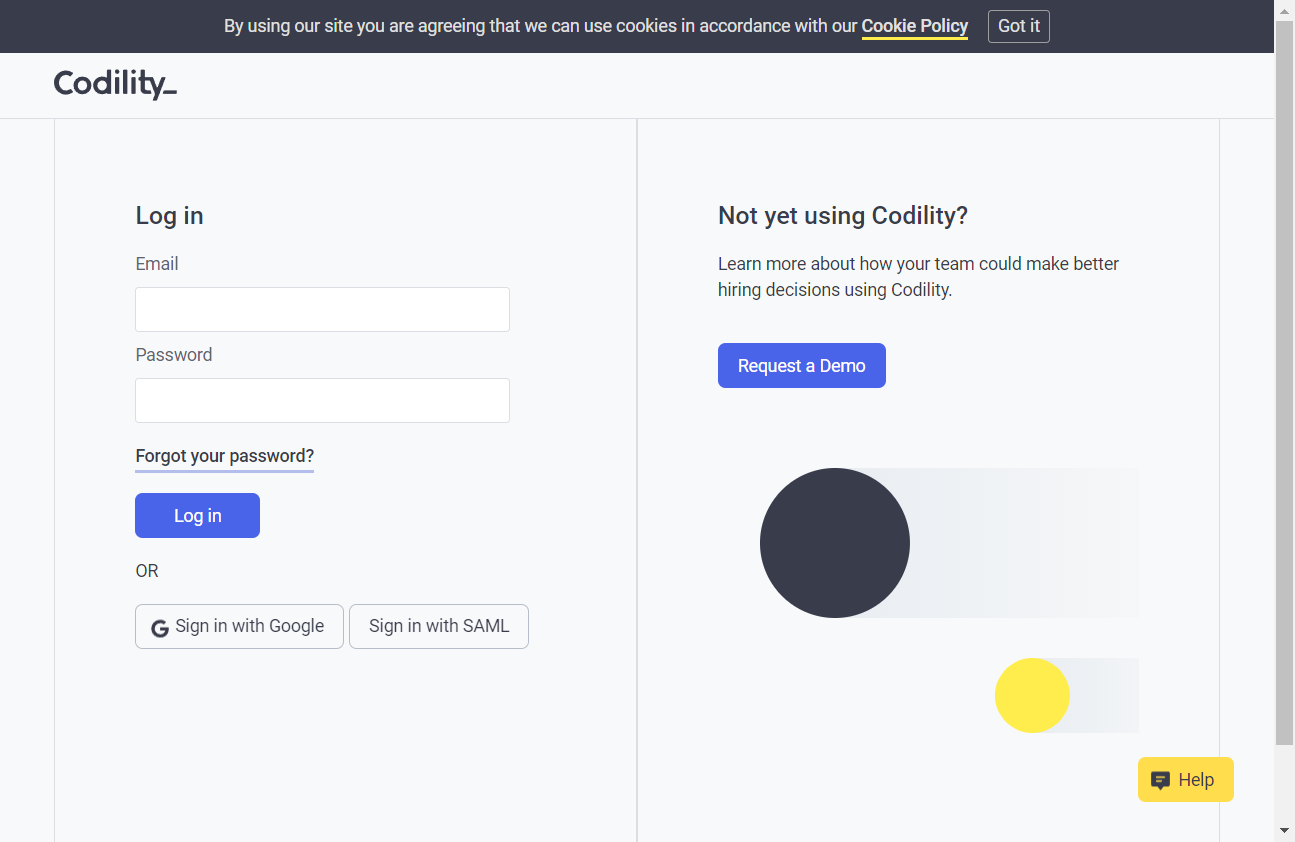 By using our site you are agreeing that we can use cookies in accordance with our Cookie Policy Got it
Codility_
Log in
Email
Password
Forgot your password?
Log in
OR
Sign in with Google Sign in with SAML
Not yet using Codility?
Learn more about how your team could make better
hiring decisions using Codility.
Request a Demo
Help